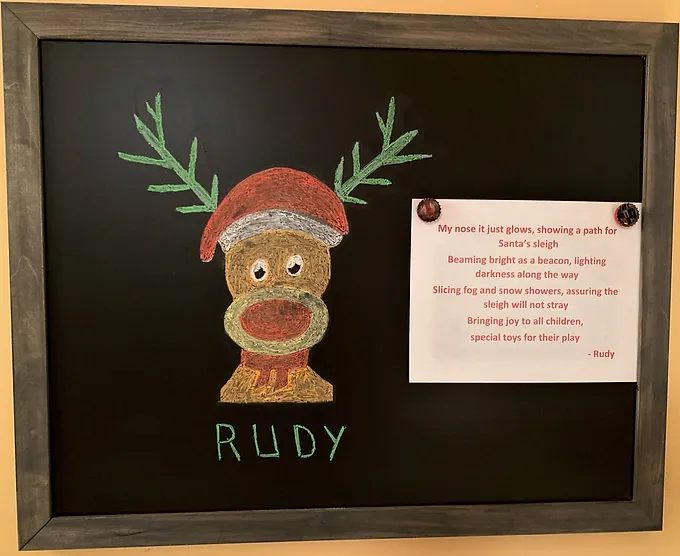 My nose it just glows, showing a path for
Santa's sleigh
Beaming bright as a beacon, lighting
darkness along the way
Slicing fog and snow showers, assuring the
sleigh will not stray
Bringing joy to all children,
special toys for their play
- Rudy
RUDY